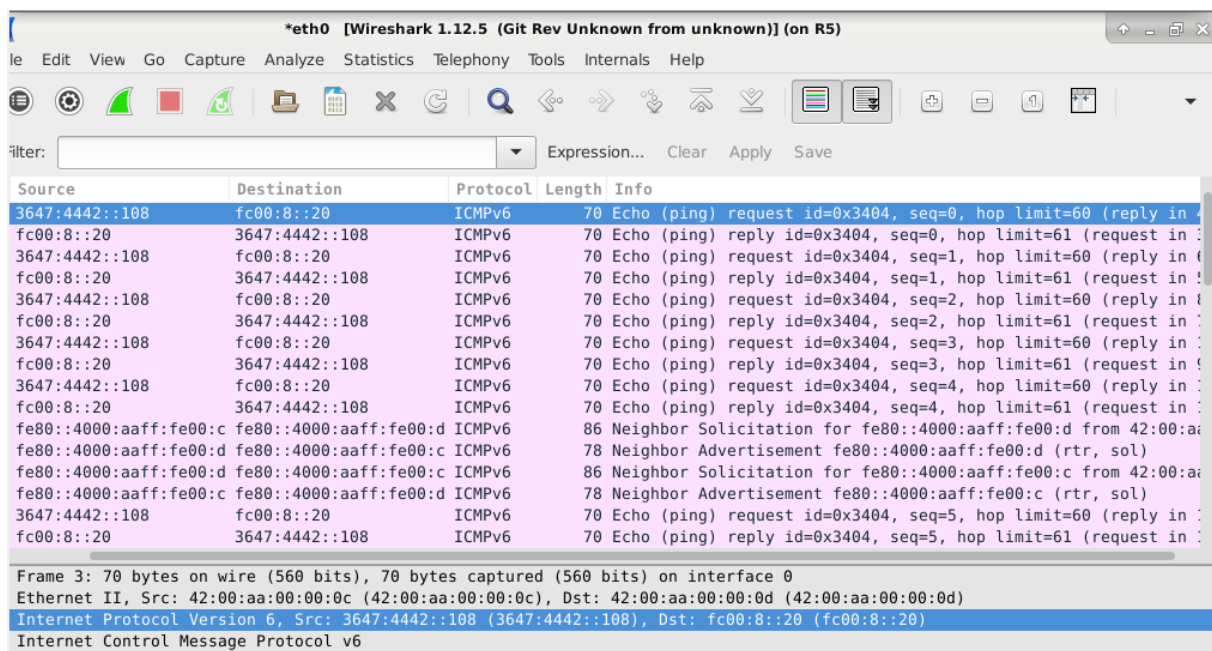 *eth0 [Wireshark 1.12.5 (Git Rev Unknown from unknown)] (on R5)
le Edit View Go Capture Analyze Statistics Telephony Tools Internals Help
Filter: Expression... Clear Apply Save
Source Destination Protocol Length Info
3647:4442::108 fc00:8::20 ICMPv6 70 Echo (ping) request id=0x3404, seq=0, hop limit=60 (reply in 4
fc00:8::20 3647:4442::108 ICMPv6 70 Echo (ping) reply id=0x3404, seq=0, hop limit=61 (request in
3647:4442::108 fc00:8::20 ICMPv6 70 Echo (ping) request id=0x3404, seq=1, hop limit=60 (reply in
fc00:8::20 3647:4442::108 ICMPv6 70 Echo (ping) reply id=0x3404, seq=1, hop limit=61 (request in
3647:4442::108 fc00:8::20 ICMPv6 70 Echo (ping) request id=0x3404, seq=2, hop limit=60 (reply in
fc00:8::20 3647:4442::108 ICMPv6 70 Echo (ping) reply id=0x3404, seq=2, hop limit=61 (request in
3647:4442::108 fc00:8::20 ICMPv6 70 Echo (ping) request id=0x3404, seq=3, hop limit=60 (reply in
fc00:8::20 3647:4442::108 ICMPv6 70 Echo (ping) reply id=0x3404, seq=3, hop limit=61 (request in
3647:4442::108 fc00:8::20 ICMPv6 70 Echo (ping) request id=0x3404, seq=4, hop limit=60 (reply in
fc00:8::20 3647:4442::108 ICMPv6 70 Echo (ping) reply id=0x3404, seq=4, hop limit=61 (request in
fe80::4000:aaff:fe00:c fe80::4000:aaff:fe00:d ICMPv6 86 Neighbor Solicitation for fe80::4000:aaff:fe00:d from 42:00:aa
fe80::4000:aaff:fe00:d fe80::4000:aaff:fe00:c ICMPv6 78 Neighbor Advertisement fe80::4000:aaff:fe00:d (rtr, sol)
fe80::4000:aaff:fe00:d fe80::4000:aaff:fe00:c ICMPv6 86 Neighbor Solicitation for fe80::4000:aaff:fe00:c from 42:00:aa
fe80::4000:aaff:fe00:c fe80::4000:aaff:fe00:d ICMPv6 78 Neighbor Advertisement fe80::4000:aaff:fe00:c (rtr, sol)
3647:4442::108 fc00:8::20 ICMPv6 70 Echo (ping) request id=0x3404, seq=5, hop limit=60 (reply in
fc00:8::20 3647:4442::108 ICMPv6 70 Echo (ping) reply id=0x3404, seq=5, hop limit=61 (request in
Frame 3: 70 bytes on wire (560 bits), 70 bytes captured (560 bits) on interface 0
Ethernet II, Src: 42:00:aa:00:00:0c (42:00:aa:00:00:0c), Dst: 42:00:aa:00:00:0d (42:00:aa:00:00:0d)
Internet Protocol Version 6, Src: 3647:4442::108 (3647:4442::108), Dst: fc00:8::20 (fc00:8::20)
Internet Control Message Protocol v6